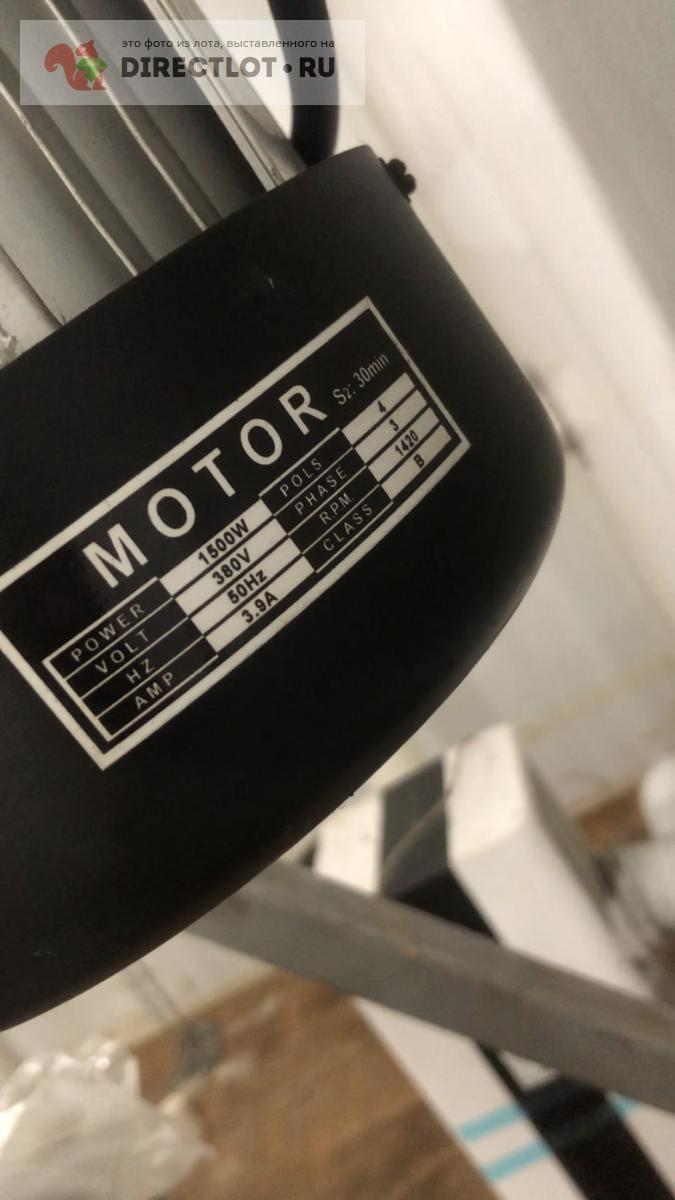 это фото из лота, выставленного на
DIRECTLOT • RU
MOTOR S2: 30min
POWER 1500W POLS 4
VOLT 380V PHASE 3
HZ 50Hz R.P.M. 1420
AMP 3.9A CLASS B